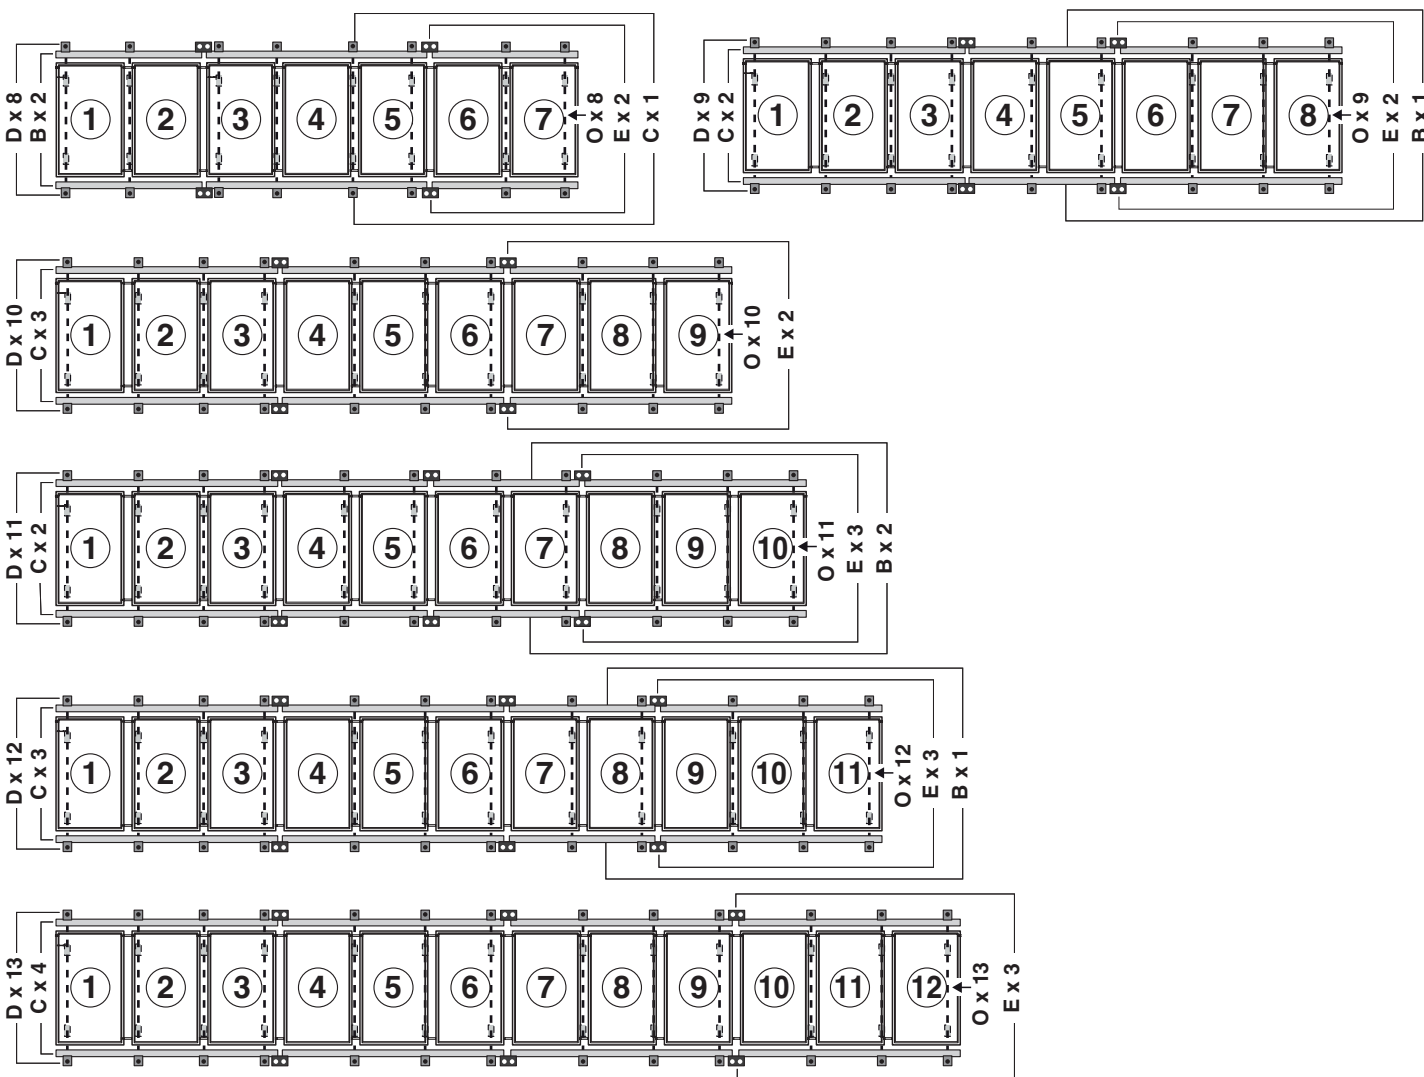 D x 8
B x 2
1 2 3 4 5 6 7
O x 8
E x 2
C x 1
D x 9
C x 2
1 2 3 4 5 6 7 8
O x 9
E x 2
B x 1
D x 10
C x 3
1 2 3 4 5 6 7 8 9
O x 10
E x 2
D x 11
C x 2
1 2 3 4 5 6 7 8 9 10
O x 11
E x 3
B x 2
D x 12
C x 3
1 2 3 4 5 6 7 8 9 10 11
O x 12
E x 3
B x 1
D x 13
C x 4
1 2 3 4 5 6 7 8 9 10 11 12
O x 13
E x 3